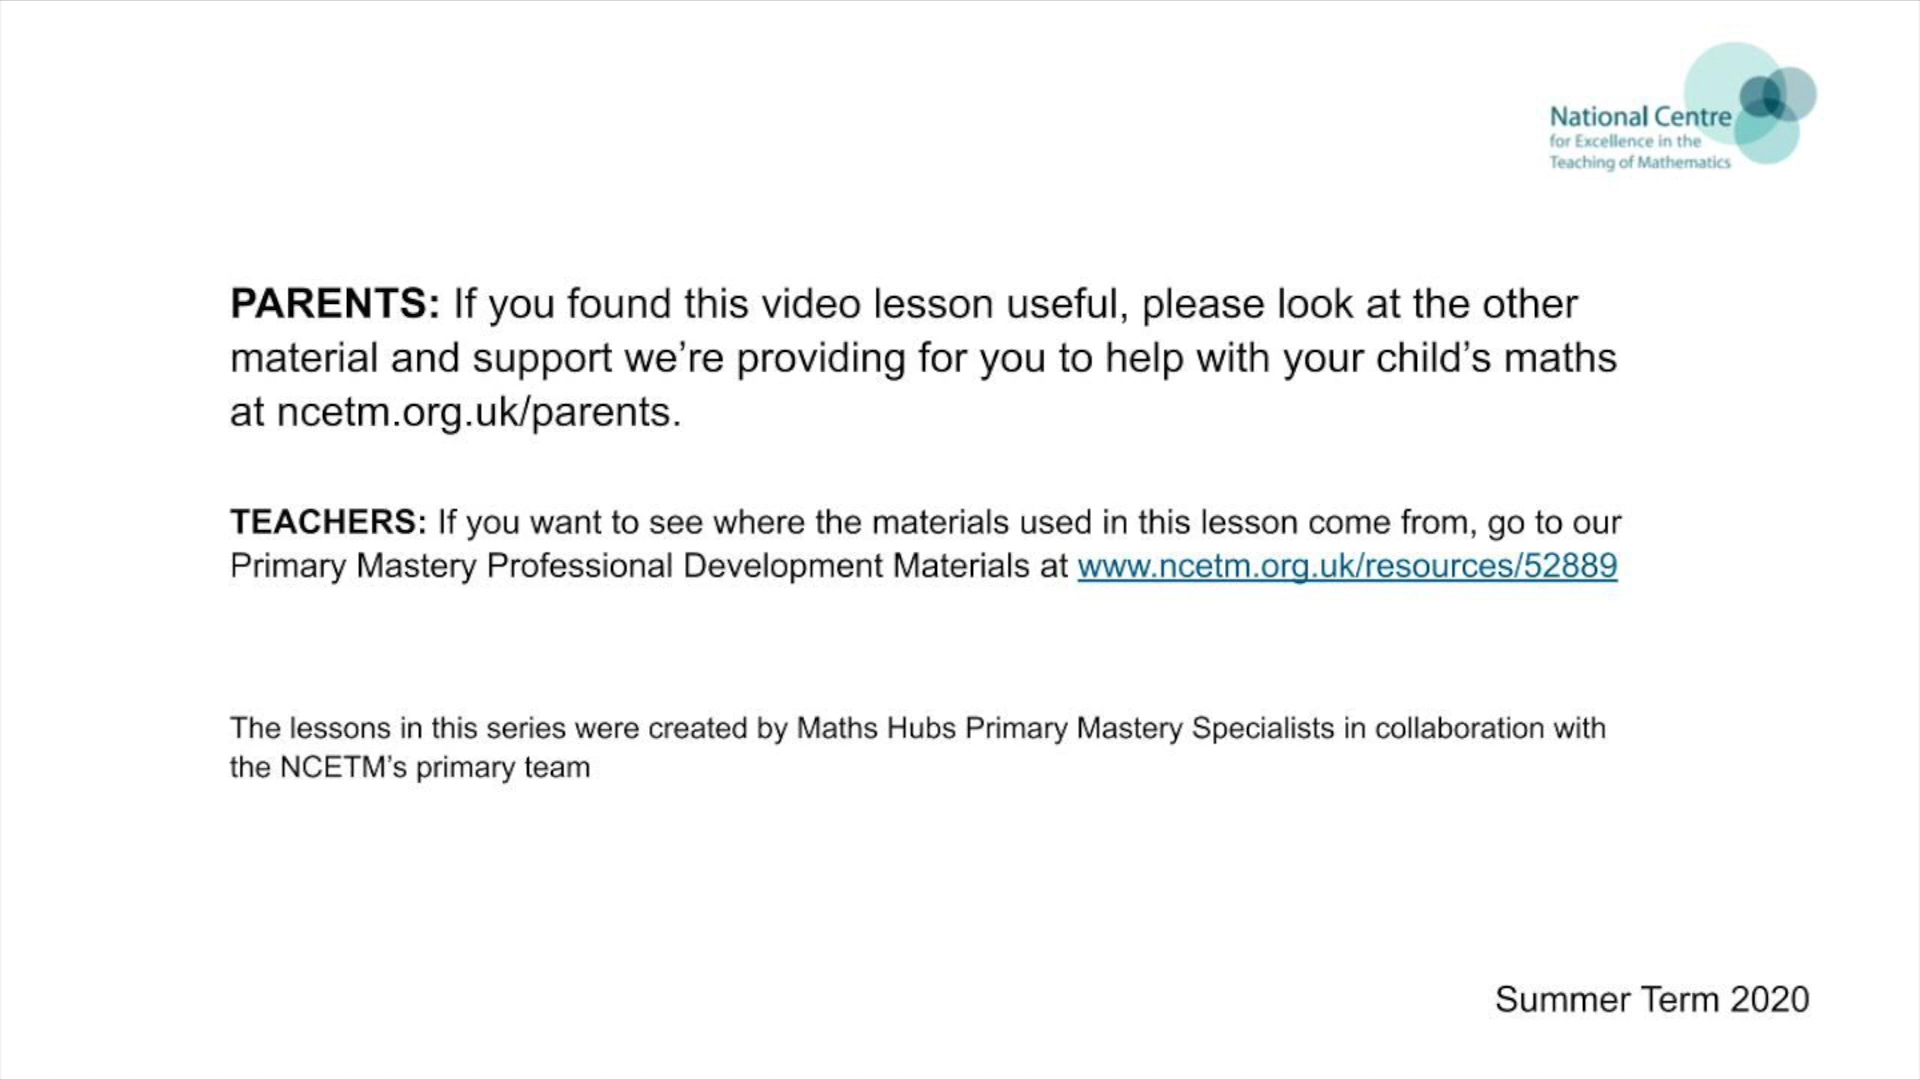 National Centre
for Excellence in the
Teaching of Mathematics
PARENTS: If you found this video lesson useful, please look at the other
material and support we’re providing for you to help with your child’s maths
at ncetm.org.uk/parents.
TEACHERS: If you want to see where the materials used in this lesson come from, go to our
Primary Mastery Professional Development Materials at www.ncetm.org.uk/resources/52889
The lessons in this series were created by Maths Hubs Primary Mastery Specialists in collaboration with
the NCETM’s primary team
Summer Term 2020